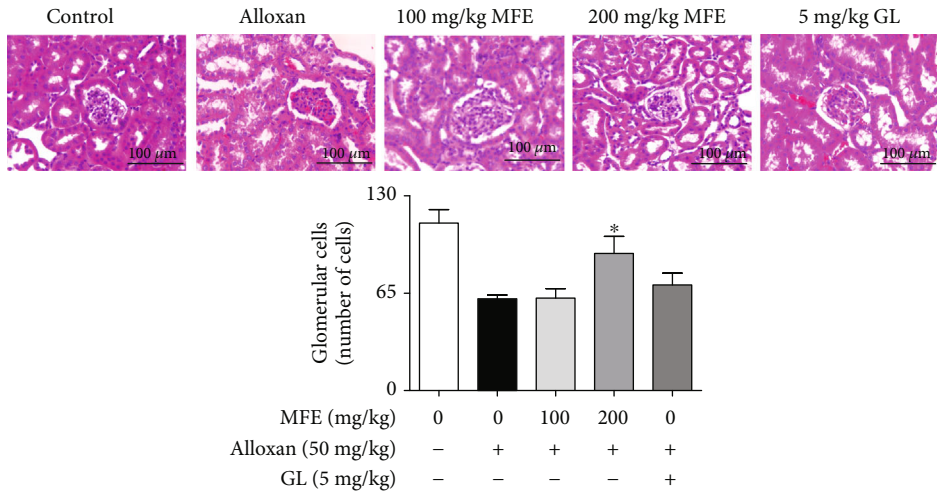 Control Alloxan 100 mg/kg MFE 200 mg/kg MFE 5 mg/kg GL
100 μm 100 μm 100 μm 100 μm 100 μm
130
65
0
Glomerular cells
(number of cells)
*
MFE (mg/kg) 0 0 100 200 0
Alloxan (50 mg/kg) − + + + +
GL (5 mg/kg) − − − − +